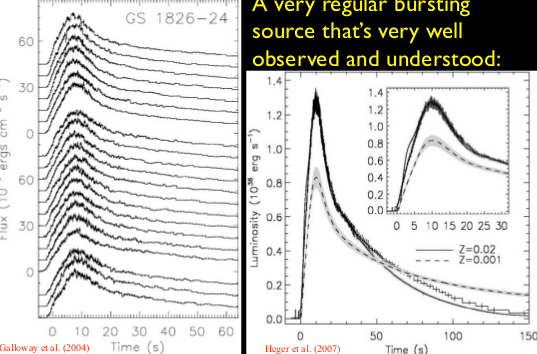 GS 1826-24
60
30
0
60
30
0
Flux (10 ergs cm s
0 10 20 30 40 50 60
Time (s)
Galloway et al. (2004)
A very regular bursting
source that's very well
observed and understood:
1.4
1.2
1.0
0.8
0.6
0.4
0.2
0.0
Luminosity (10³⁸ erg s⁻¹)
1.4
1.2
1.0
0.8
0.6
0.4
0.2
0.0
0 5 10 15 20 25 30
Z=0.02
Z=0.001
0 50 100 150
Time (s)
Heger et al. (2007)